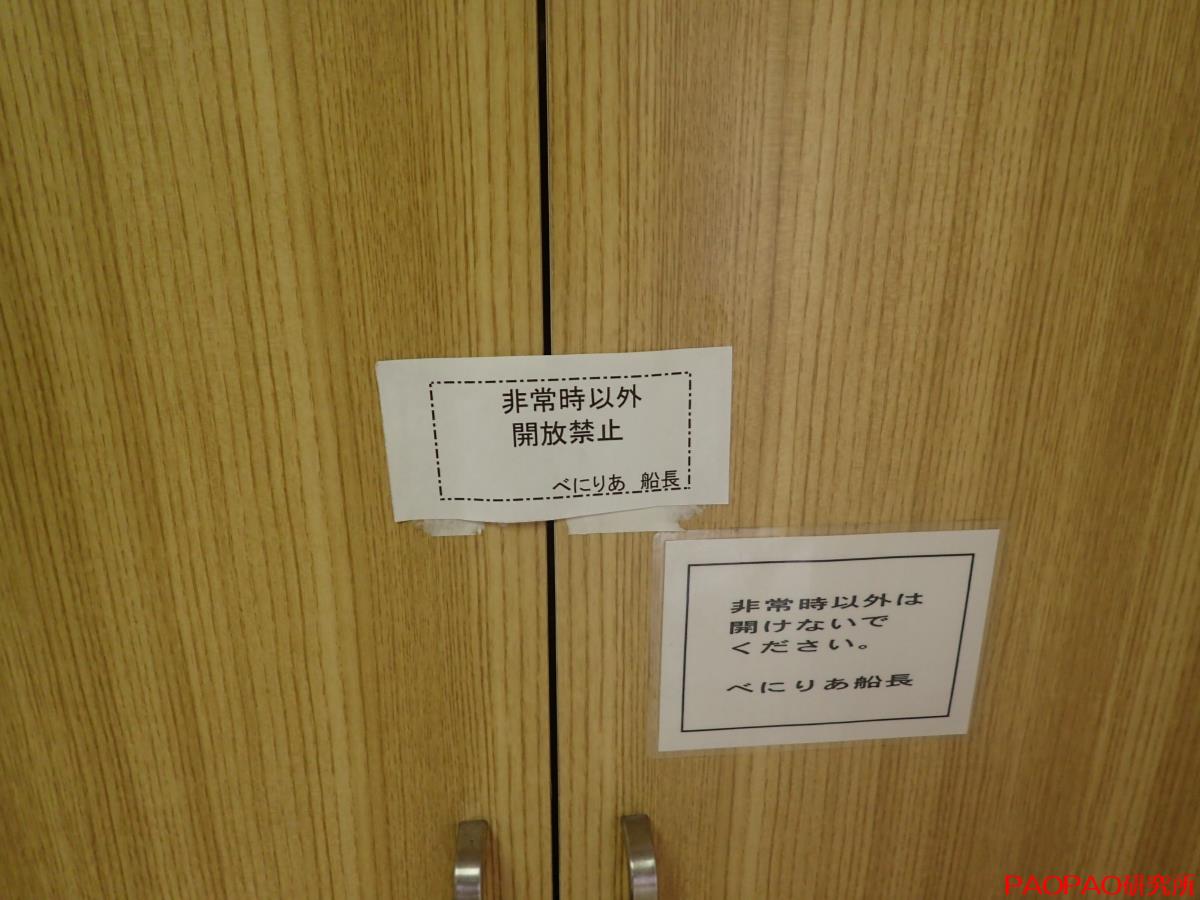 非常時以外
開放禁止
べにりあ 船長
非常時以外は
開けないで
ください。
べにりあ船長
PAOPAO研究所